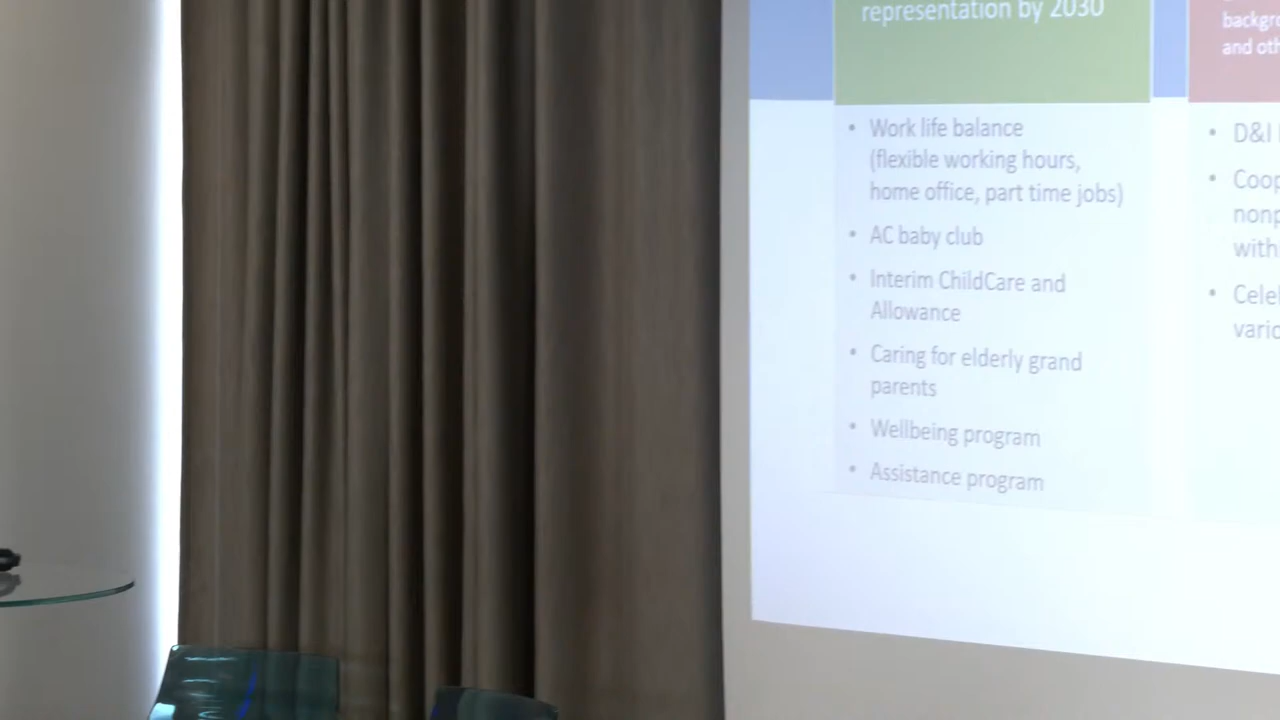 representation by 2030
• Work life balance
(flexible working hours,
home office, part time jobs)
• AC baby club
• Interim ChildCare and
Allowance
• Caring for elderly grand
parents
• Wellbeing program
• Assistance program
and
• D&I